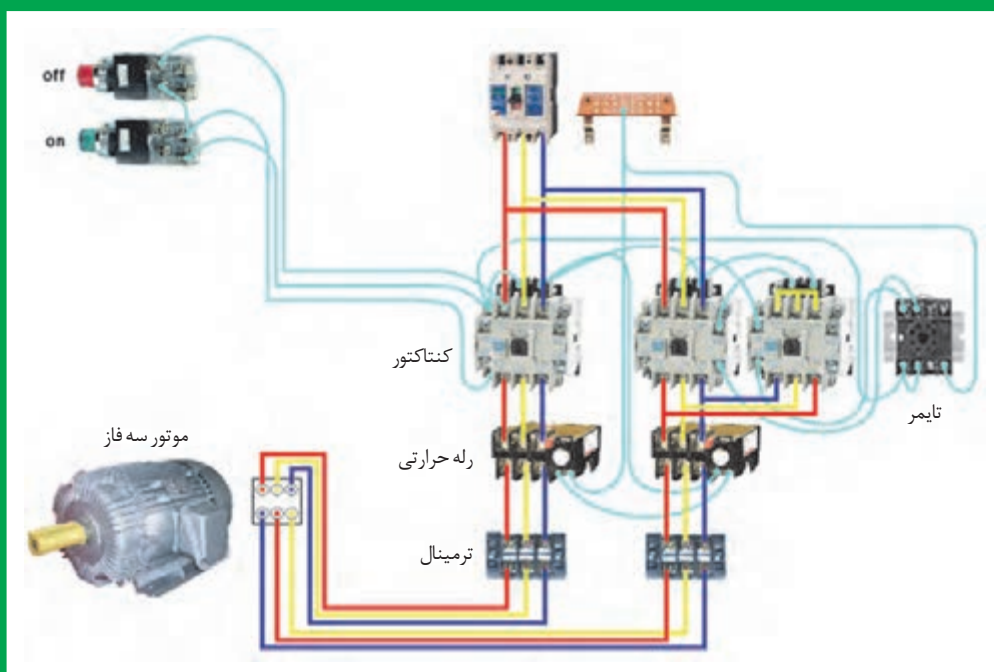 off
on
کنتاکتور
تایمر
موتور سه فاز
رله حرارتی
ترمینال